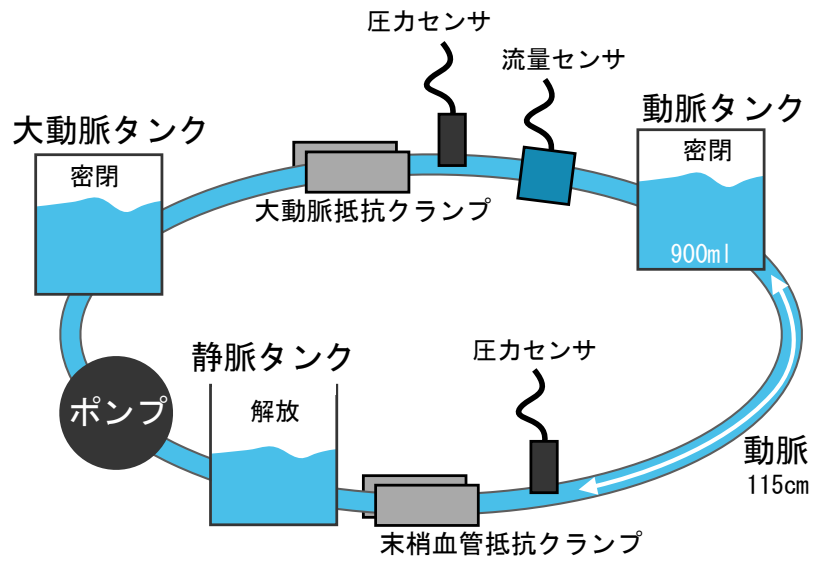 圧力センサ
流量センサ
大動脈タンク
動脈タンク
密閉
密閉
大動脈抵抗クランプ
900ml
静脈タンク
圧力センサ
ポンプ
解放
動脈
115cm
末梢血管抵抗クランプ